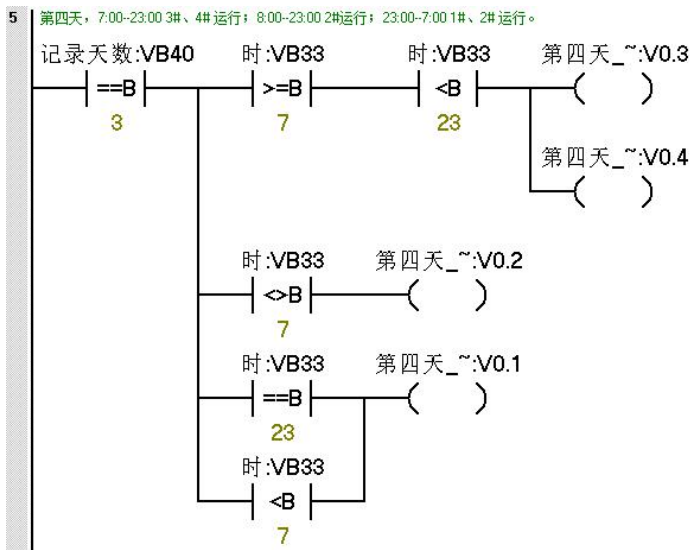 5 第四天，7:00--23:00 3#、4# 运行；8:00--23:00 2#运行；23:00--7:00 1#、2# 运行。
记录天数:VB40 时:VB33 时:VB33 第四天_~:V0.3
==B >=B <B ( )
3 7 23
第四天_~:V0.4
( )
时:VB33 第四天_~:V0.2
<>B ( )
7
时:VB33 第四天_~:V0.1
==B ( )
23
时:VB33
<B
7